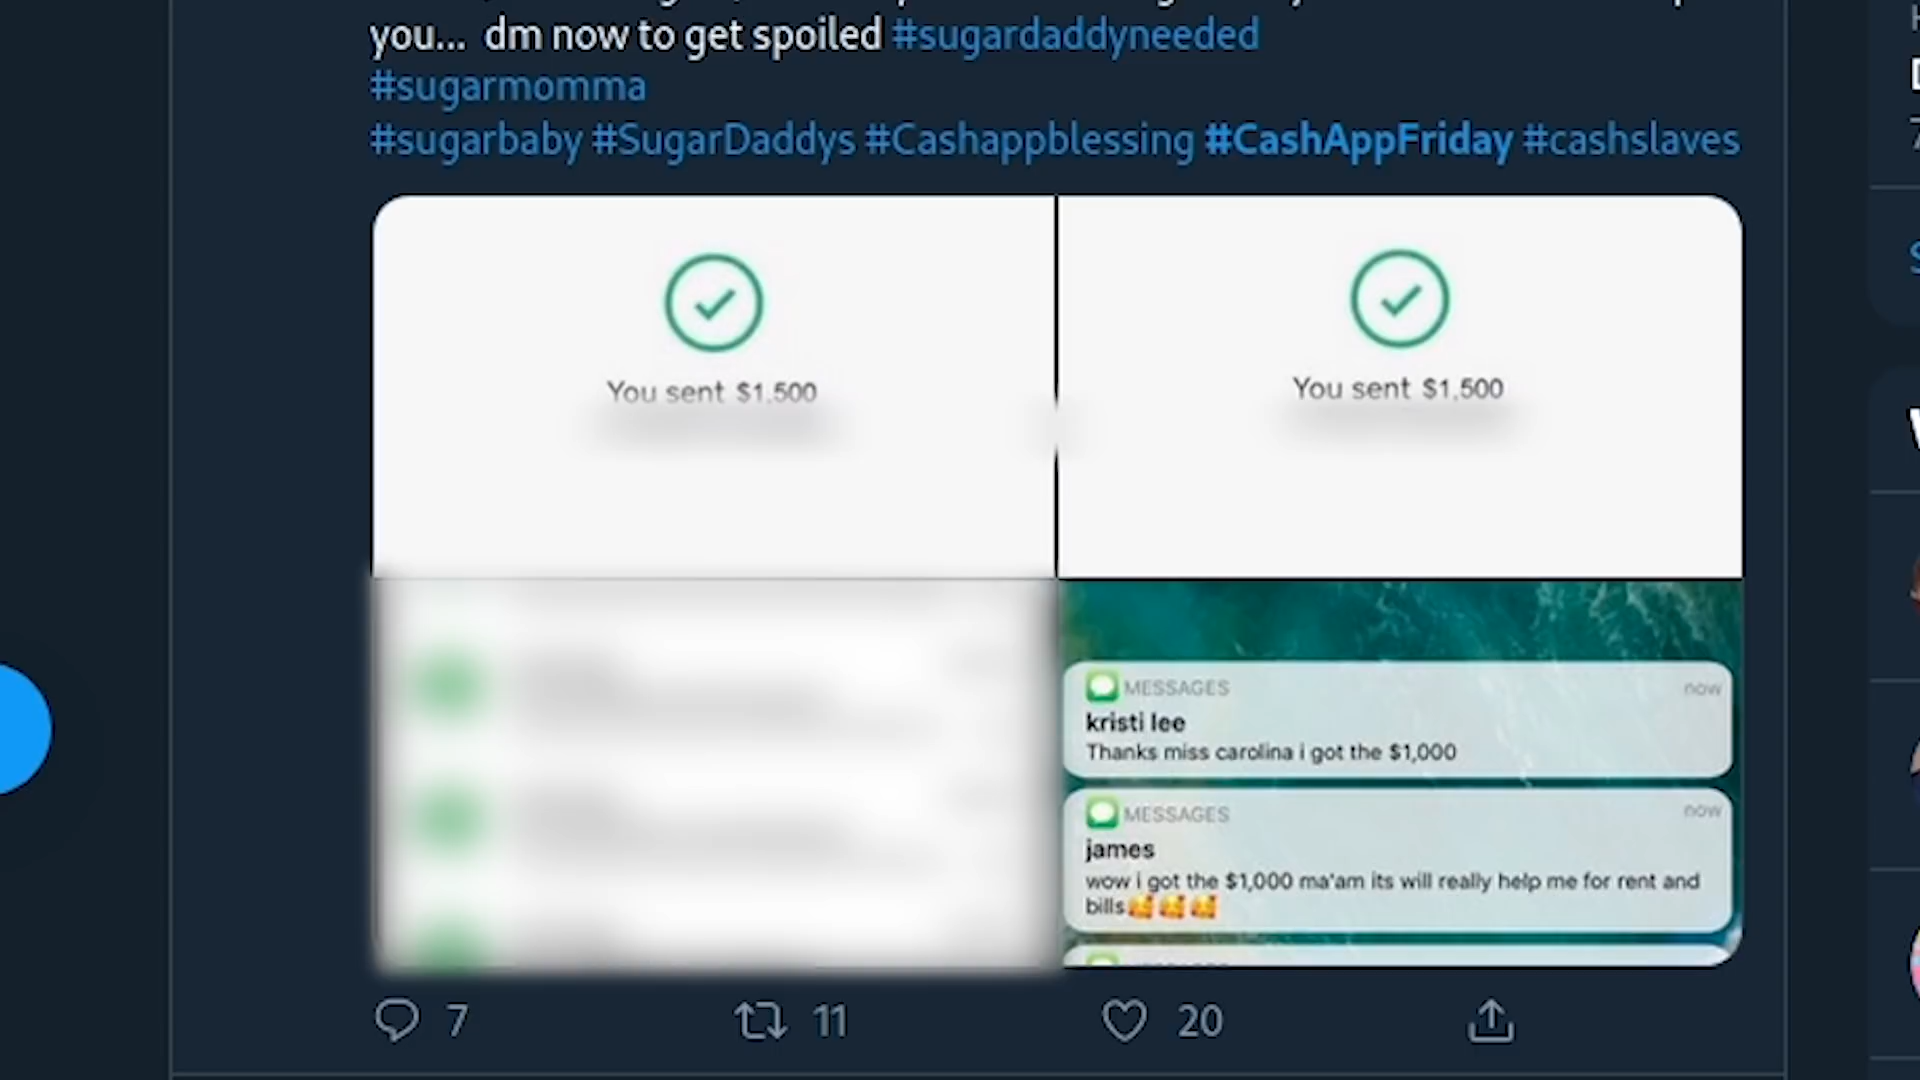 you... dm now to get spoiled #sugardaddyneeded
#sugarmomma
#sugarbaby #SugarDaddys #Cashappblessing #CashAppFriday #cashslaves
You sent $1,500
You sent $1,500
MESSAGES now
kristi lee
Thanks miss carolina i got the $1,000
MESSAGES now
james
wow i got the $1,000 ma'am its will really help me for rent and
bills🥰🥰🥰
7 11 20